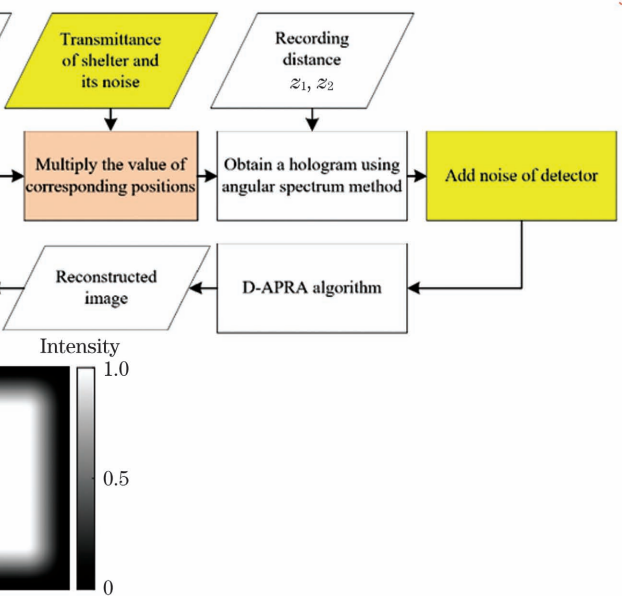 Transmittance
of shelter and
its noise
Recording
distance
z₁, z₂
Multiply the value of
corresponding positions
Obtain a hologram using
angular spectrum method
Add noise of detector
Reconstructed
image
D-APRA algorithm
Intensity
1.0
0.5
0